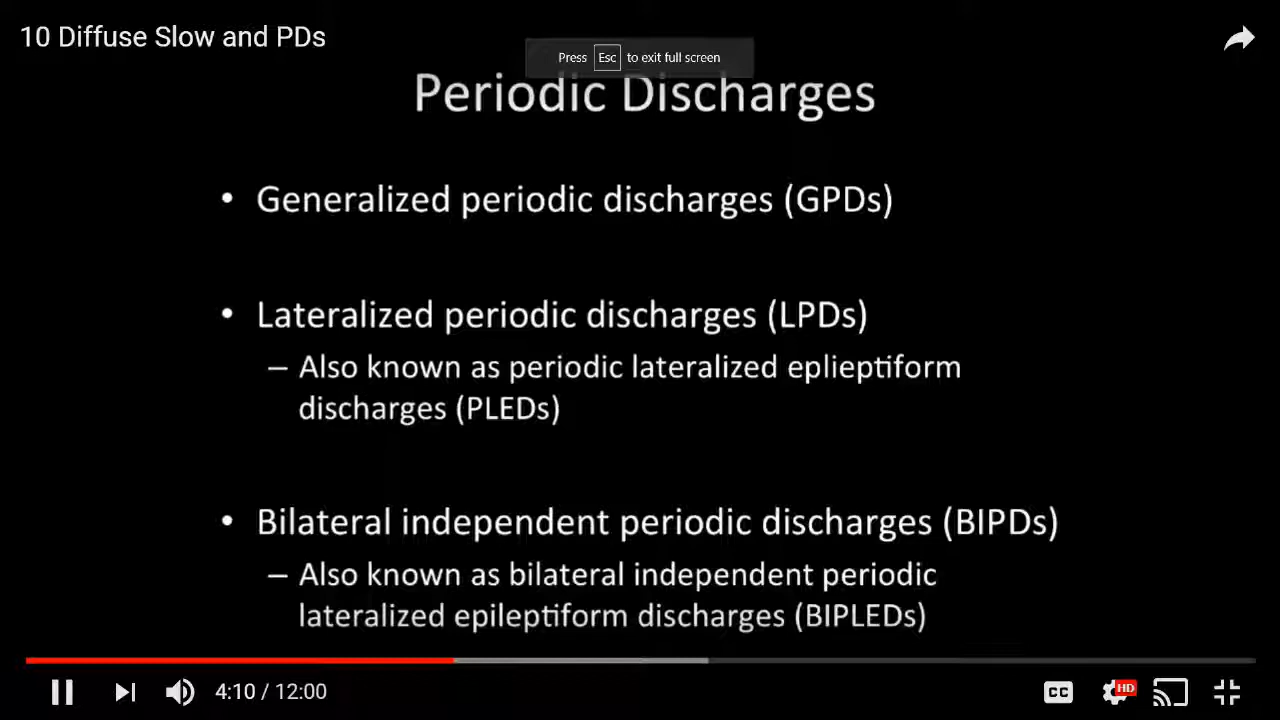 10 Diffuse Slow and PDs
Press Esc to exit full screen
Periodic Discharges
• Generalized periodic discharges (GPDs)
• Lateralized periodic discharges (LPDs)
– Also known as periodic lateralized eplieptiform
discharges (PLEDs)
• Bilateral independent periodic discharges (BIPDs)
– Also known as bilateral independent periodic
lateralized epileptiform discharges (BIPLEDs)
4:10 / 12:00
CC
HD